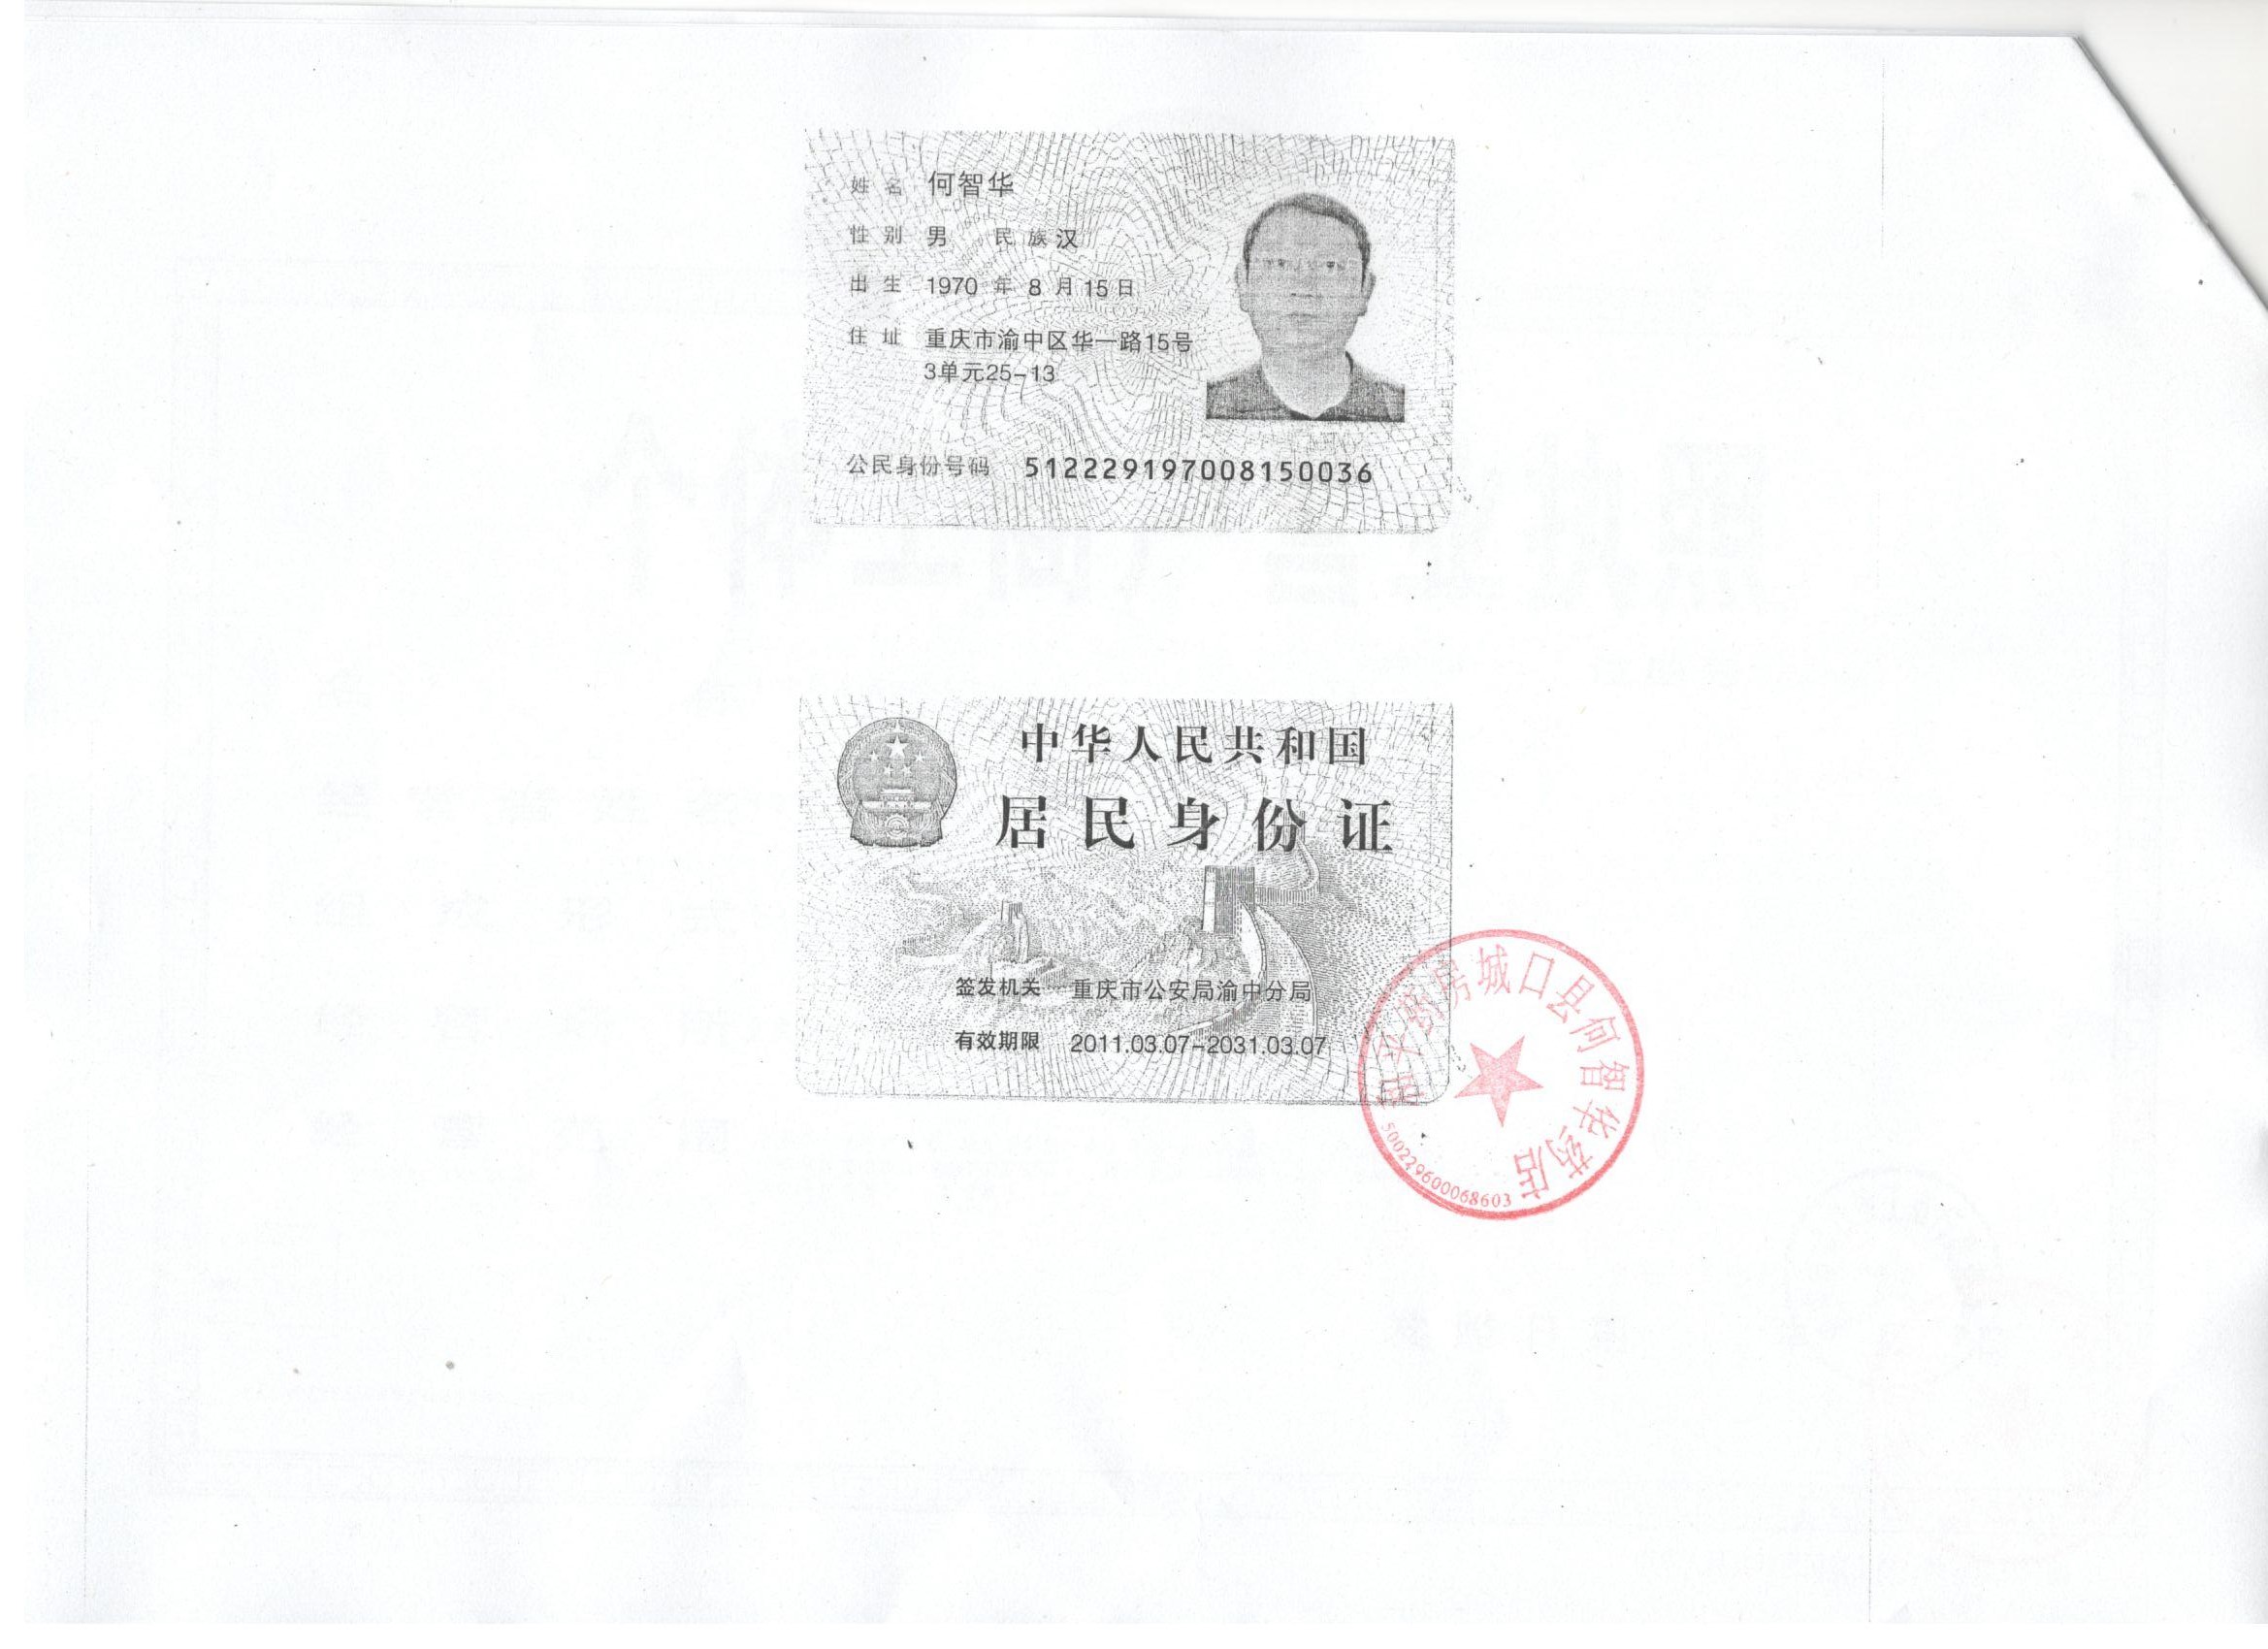 姓名 何智华
性别 男 民族 汉
出生 1970 年 8 月 15 日
住址 重庆市渝中区华一路15号
3单元25-13
公民身份号码 512229197008150036
中华人民共和国
居民身份证
签发机关 重庆市公安局渝中分局
有效期限 2011.03.07-2031.03.07
药房城口县何智华药店
500229600068603